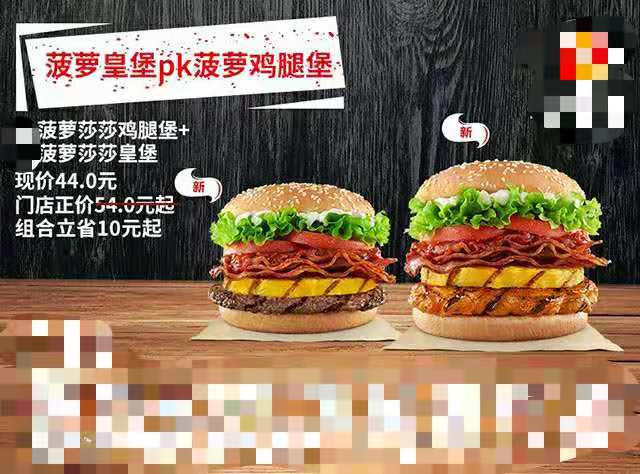 菠萝皇堡pk菠萝鸡腿堡
菠萝莎莎鸡腿堡+
菠萝莎莎皇堡
现价44.0元
门店正价54.0元起
组合立省10元起
新
新